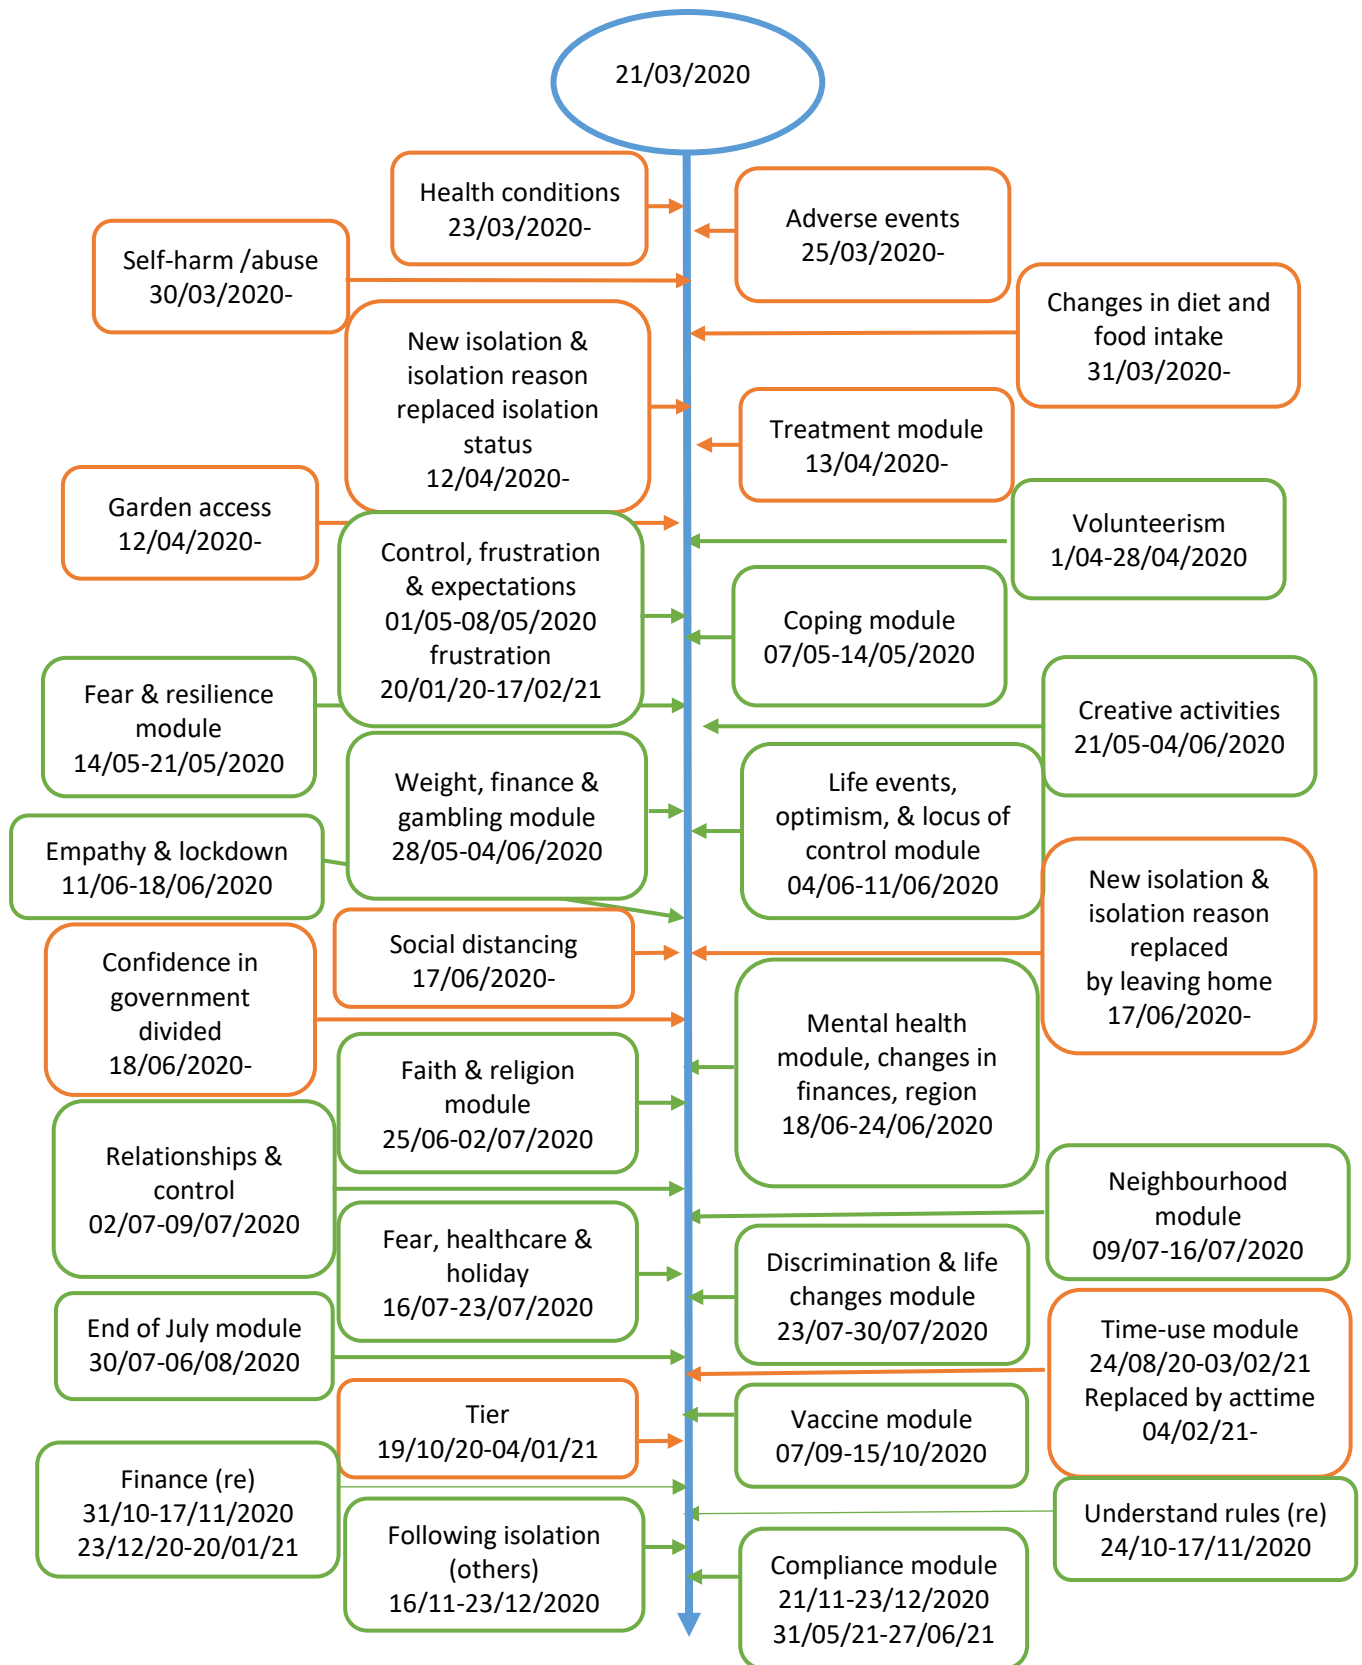 21/03/2020
Health conditions
23/03/2020-
Adverse events
25/03/2020-
Self-harm /abuse
30/03/2020-
Changes in diet and
food intake
31/03/2020-
New isolation &
isolation reason
replaced isolation
status
12/04/2020-
Treatment module
13/04/2020-
Garden access
12/04/2020-
Volunteerism
1/04-28/04/2020
Control, frustration
& expectations
01/05-08/05/2020
frustration
20/01/20-17/02/21
Coping module
07/05-14/05/2020
Fear & resilience
module
14/05-21/05/2020
Creative activities
21/05-04/06/2020
Weight, finance &
gambling module
28/05-04/06/2020
Life events,
optimism, & locus of
control module
04/06-11/06/2020
Empathy & lockdown
11/06-18/06/2020
New isolation &
isolation reason
replaced
by leaving home
17/06/2020-
Social distancing
17/06/2020-
Confidence in
government
divided
18/06/2020-
Mental health
module, changes in
finances, region
18/06-24/06/2020
Faith & religion
module
25/06-02/07/2020
Relationships &
control
02/07-09/07/2020
Neighbourhood
module
09/07-16/07/2020
Fear, healthcare &
holiday
16/07-23/07/2020
Discrimination & life
changes module
23/07-30/07/2020
End of July module
30/07-06/08/2020
Time-use module
24/08/20-03/02/21
Replaced by acttime
04/02/21-
Tier
19/10/20-04/01/21
Vaccine module
07/09-15/10/2020
Finance (re)
31/10-17/11/2020
23/12/20-20/01/21
Understand rules (re)
24/10-17/11/2020
Following isolation
(others)
16/11-23/12/2020
Compliance module
21/11-23/12/2020
31/05/21-27/06/21